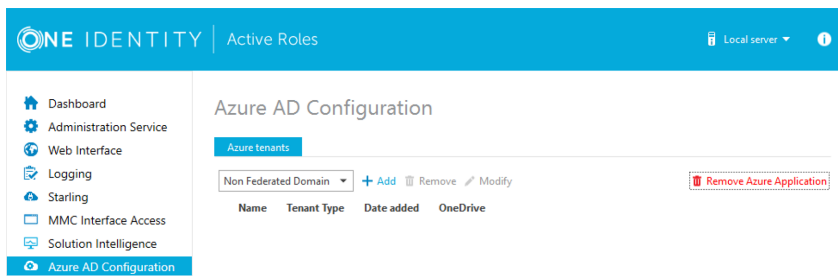 ONE IDENTITY Active Roles Local server
Dashboard
Administration Service
Web Interface
Logging
Starling
MMC Interface Access
Solution Intelligence
Azure AD Configuration
Azure AD Configuration
Azure tenants
Non Federated Domain Add Remove Modify Remove Azure Application
Name Tenant Type Date added OneDrive